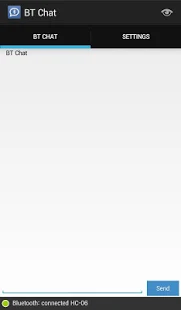 BT Chat
BT CHAT SETTINGS
BT Chat
Send
Bluetooth: connected HC-06